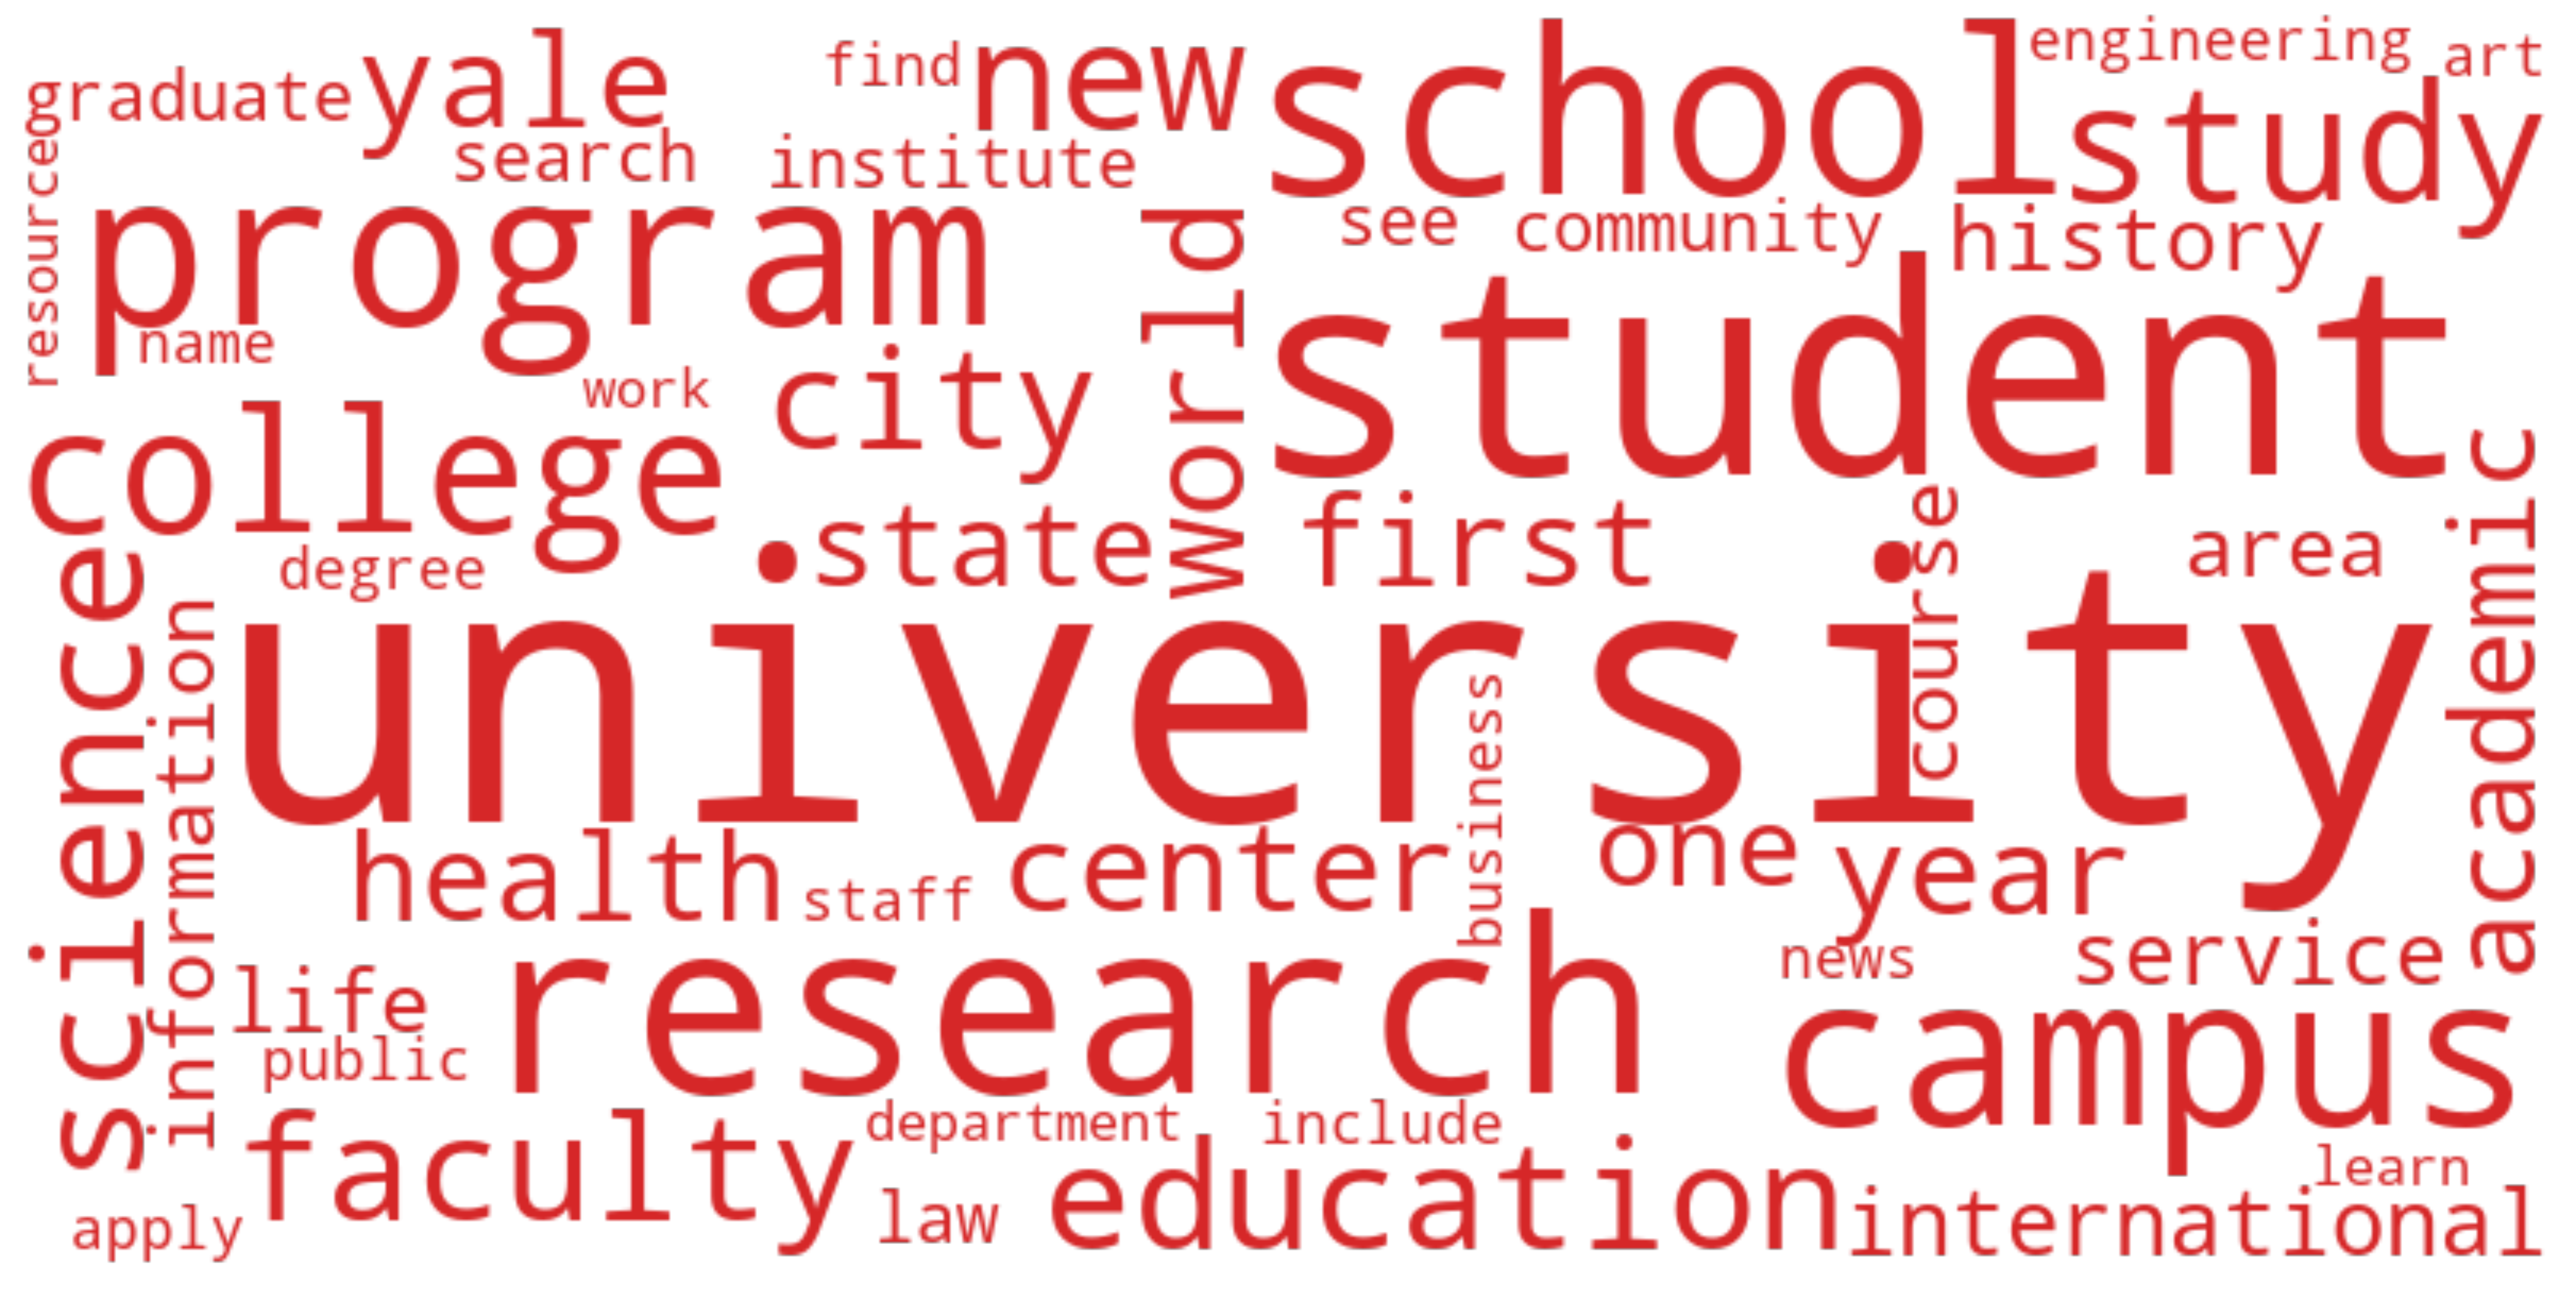 graduate
yale
find
new
school
engineering
art
study
search
institute
resource
program
world
see
community
history
student
name
work
city
college
state
first
course
area
academic
degree
science
information
university
business
health
staff
center
one
year
news
service
life
public
research
campus
faculty
department
include
education
learn
apply
law
international